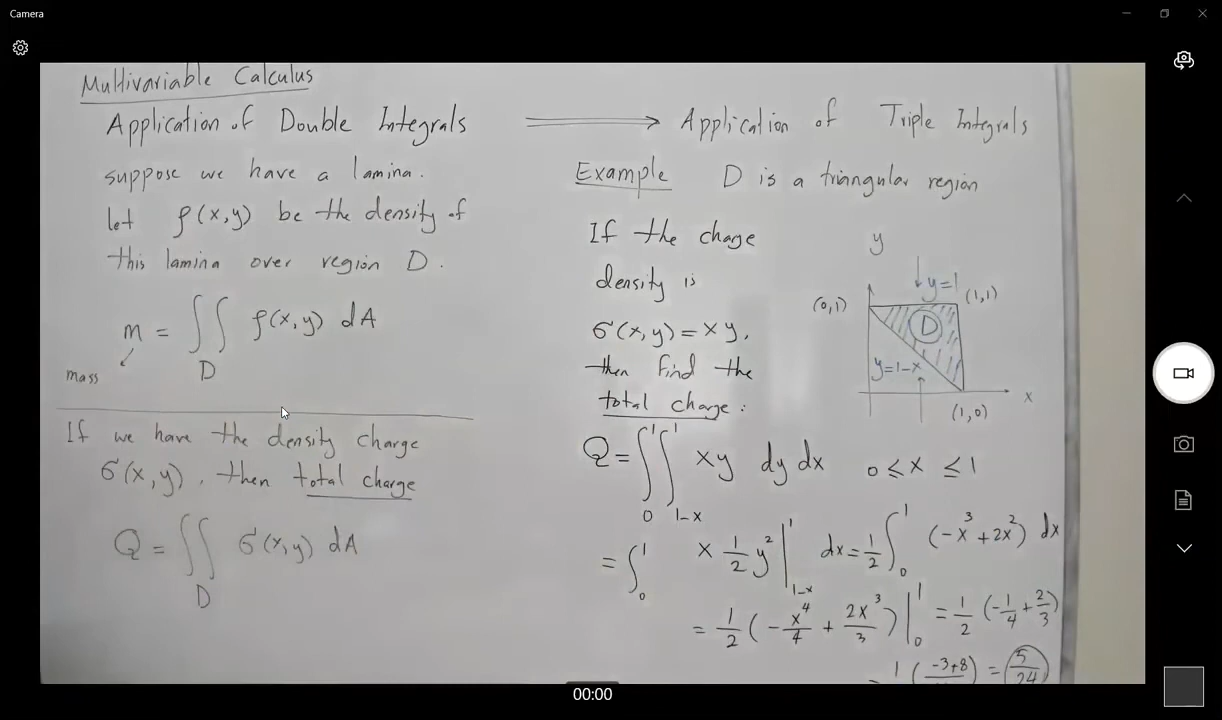 Camera
Multivariable Calculus
Application of Double Integrals
suppose we have a lamina.
let ρ(x,y) be the density of
this lamina over region D.
m = ∬ ρ(x,y) dA
D
mass
If we have the density charge
σ(x,y), then total charge
Q = ∬ σ(x,y) dA
D
⟹ Application of Triple Integrals
Example D is a triangular region
If the charge
density is
σ(x,y) = xy,
then find the
total charge:
y
y=1
(0,1)
(1,1)
D
y=1-x
x
(1,0)
Q = ∫₀¹ ∫₁₋ₓ¹ xy dy dx 0 ≤ x ≤ 1
= ∫₀¹ x 1/2 y² |₁₋ₓ¹ dx = 1/2 ∫₀¹ (-x³ + 2x²) dx
= 1/2 (-x⁴/4 + 2x³/3) |₀¹ = 1/2 (-1/4 + 2/3)
(-3+8) = 5/24
00:00